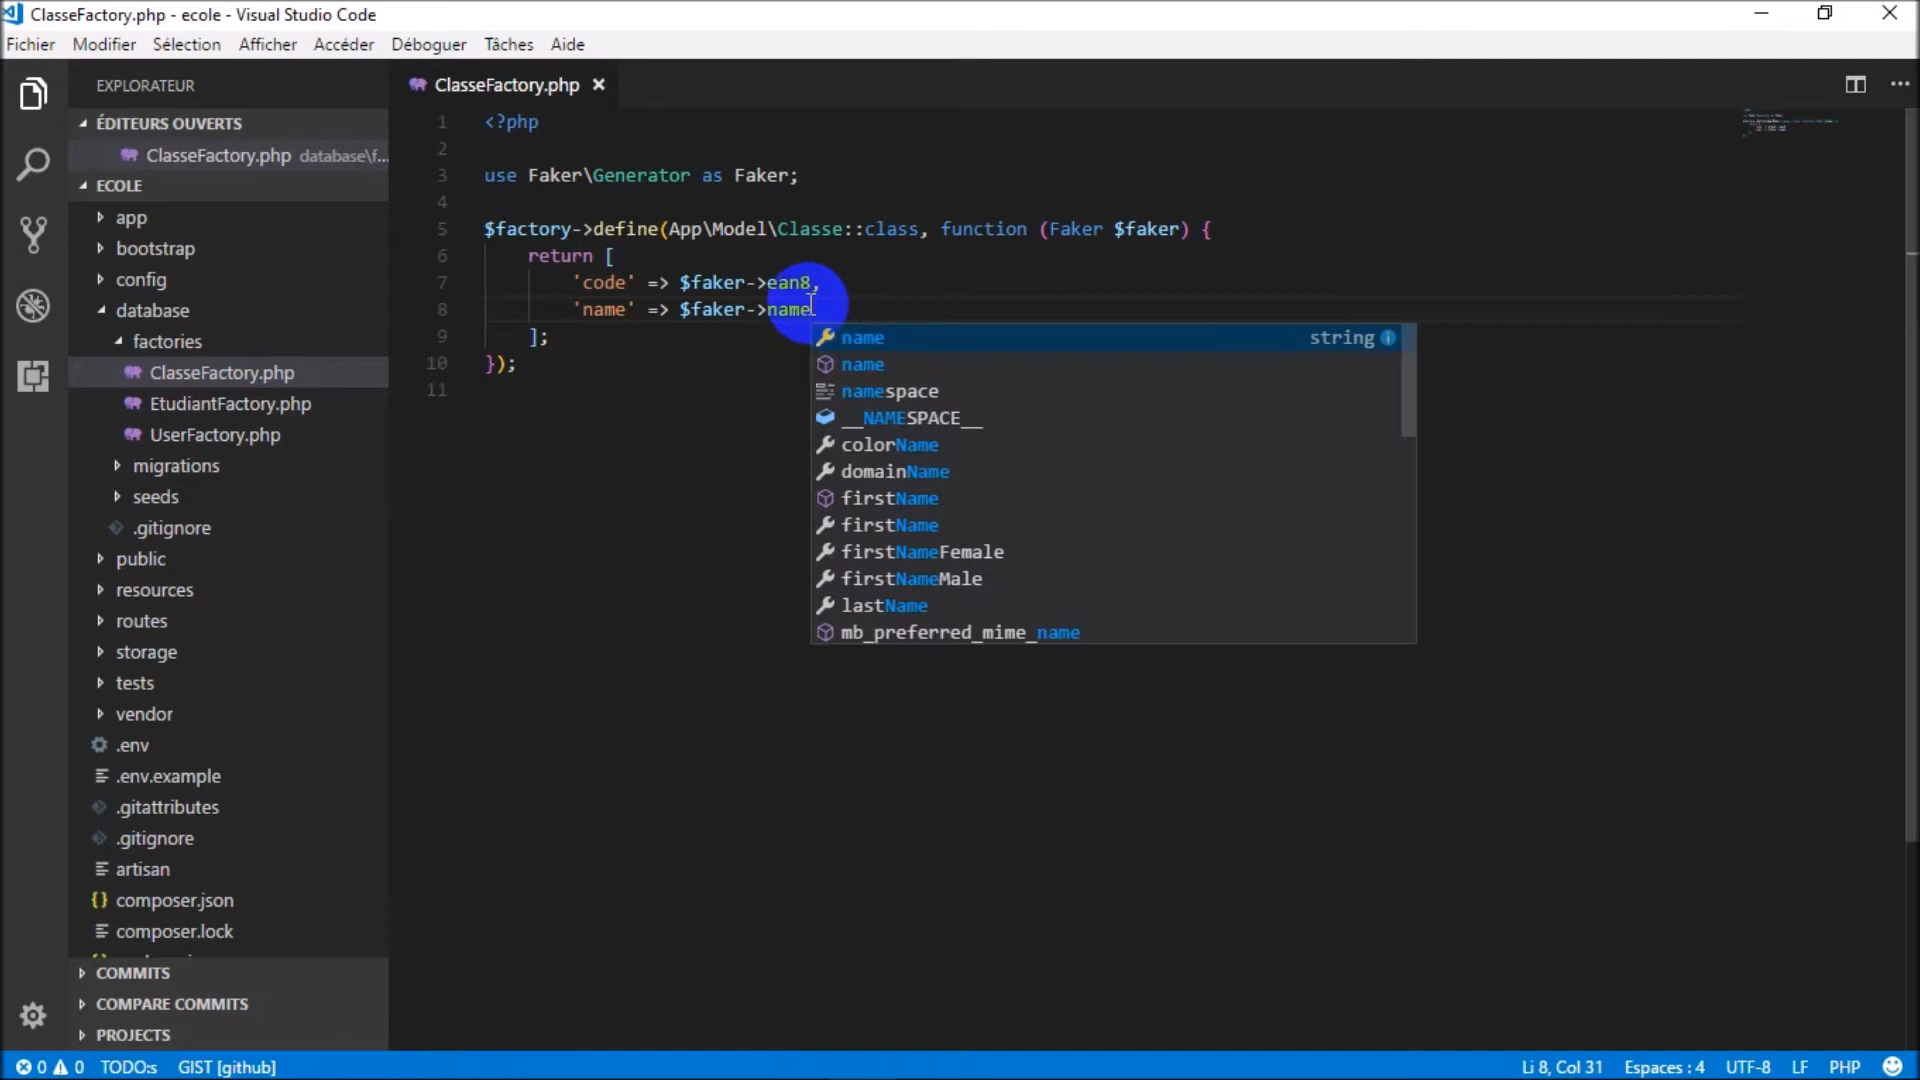 ClasseFactory.php - ecole - Visual Studio Code
Fichier Modifier Sélection Afficher Accéder Déboguer Tâches Aide
EXPLORATEUR
ÉDITEURS OUVERTS
ClasseFactory.php database\f...
ECOLE
app
bootstrap
config
database
factories
ClasseFactory.php
EtudiantFactory.php
UserFactory.php
migrations
seeds
.gitignore
public
resources
routes
storage
tests
vendor
.env
.env.example
.gitattributes
.gitignore
artisan
composer.json
composer.lock
COMMITS
COMPARE COMMITS
PROJECTS
ClasseFactory.php
1 <?php
2
3 use Faker\Generator as Faker;
4
5 $factory->define(App\Model\Classe::class, function (Faker $faker) {
6 return [
7 'code' => $faker->ean8,
8 'name' => $faker->name
9 ];
10 });
11
name string
name
namespace
__NAMESPACE__
colorName
domainName
firstName
firstName
firstNameFemale
firstNameMale
lastName
mb_preferred_mime_name
0 0 TODO:s GIST [github] Li 8, Col 31 Espaces : 4 UTF-8 LF PHP